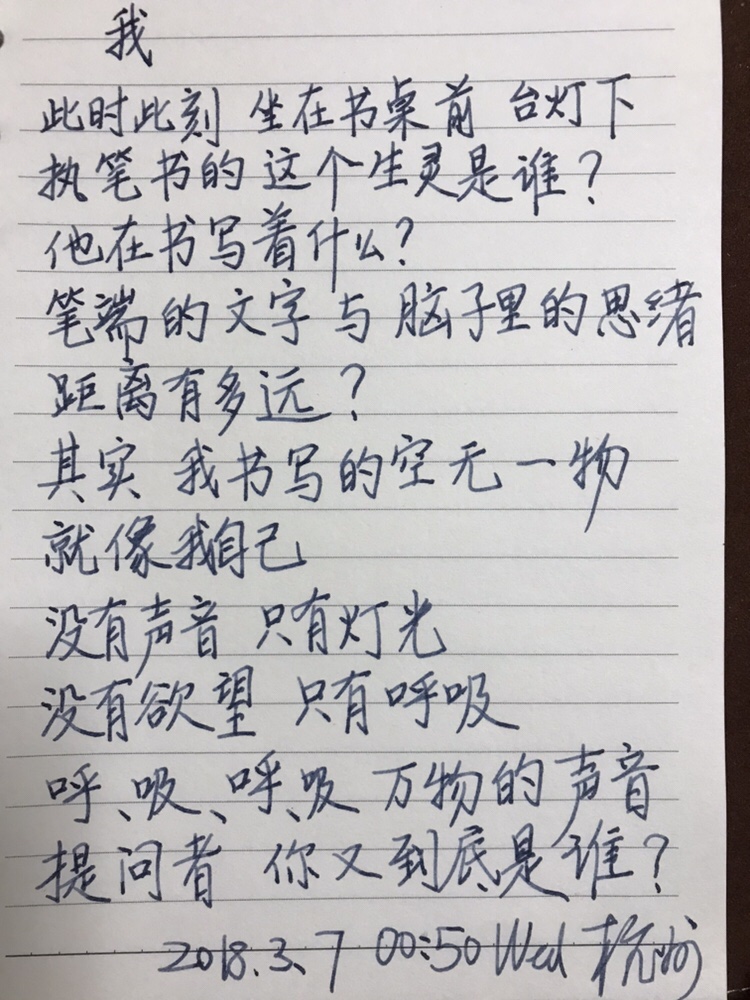 我
此时此刻 坐在书桌前 台灯下
执笔书的 这个生灵是谁?
他在书写着什么?
笔端的文字 与 脑子里的思绪
距离有多远?
其实 我书写的空无一物
就像我自己
没有声音 只有灯光
没有欲望 只有呼吸
呼、吸、呼、吸 万物的声音
提问者 你又到底是谁?
2018.3.7 00:50 Wed 杭州